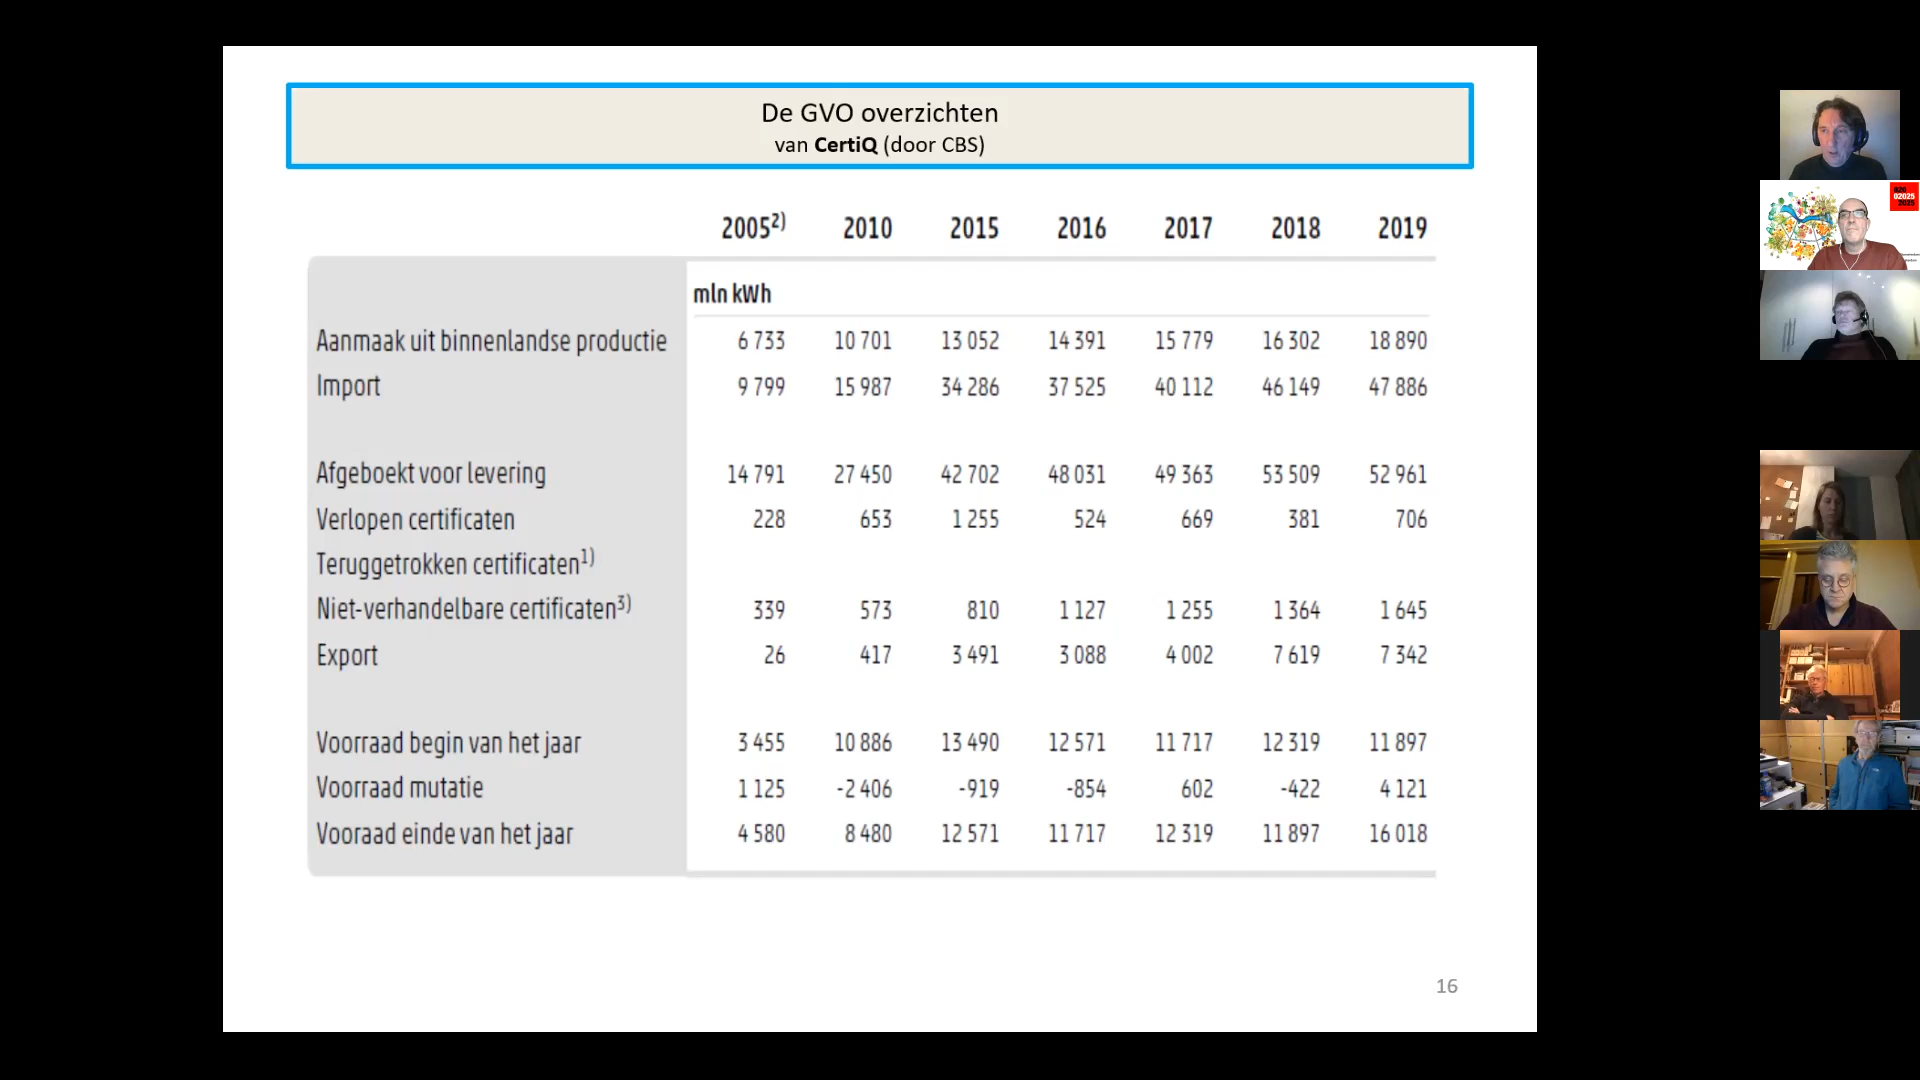 De GVO overzichten
van CertiQ (door CBS)
2005²⁾ 2010 2015 2016 2017 2018 2019
mln kWh
Aanmaak uit binnenlandse productie 6 733 10 701 13 052 14 391 15 779 16 302 18 890
Import 9 799 15 987 34 286 37 525 40 112 46 149 47 886
Afgeboekt voor levering 14 791 27 450 42 702 48 031 49 363 53 509 52 961
Verlopen certificaten 228 653 1 255 524 669 381 706
Teruggetrokken certificaten¹⁾
Niet-verhandelbare certificaten³⁾ 339 573 810 1 127 1 255 1 364 1 645
Export 26 417 3 491 3 088 4 002 7 619 7 342
Voorraad begin van het jaar 3 455 10 886 13 490 12 571 11 717 12 319 11 897
Voorraad mutatie 1 125 -2 406 -919 -854 602 -422 4 121
Vooraad einde van het jaar 4 580 8 480 12 571 11 717 12 319 11 897 16 018
16
02025